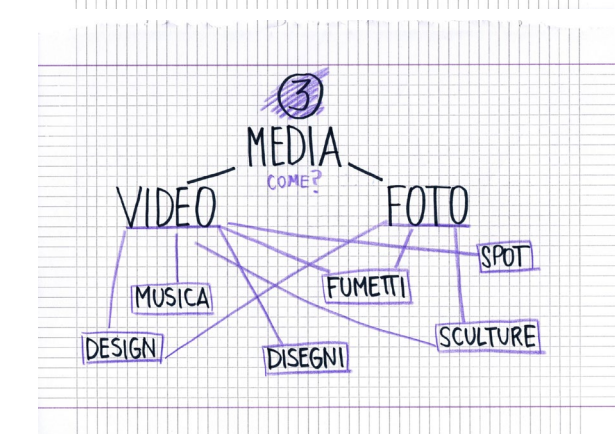 3
MEDIA
COME?
VIDEO
FOTO
SPOT
MUSICA
FUMETTI
DESIGN
DISEGNI
SCULTURE